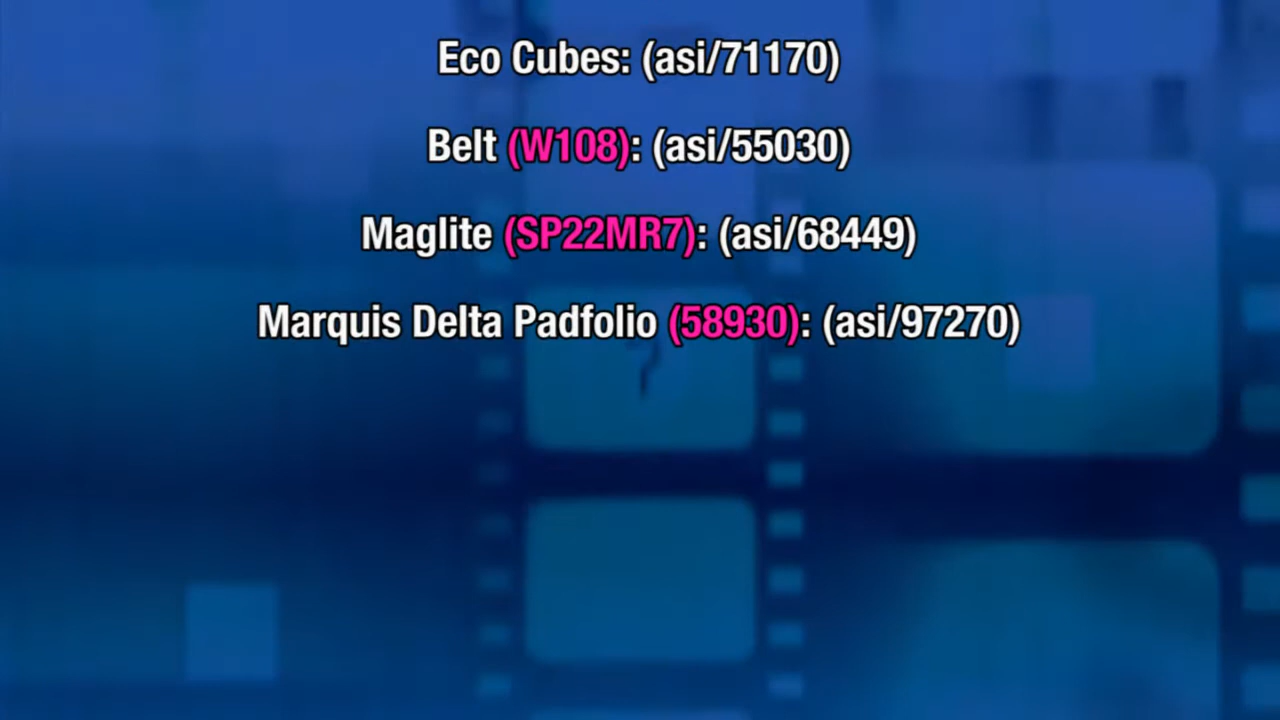 Eco Cubes: (asi/71170)
Belt (W108): (asi/55030)
Maglite (SP22MR7): (asi/68449)
Marquis Delta Padfolio (58930): (asi/97270)